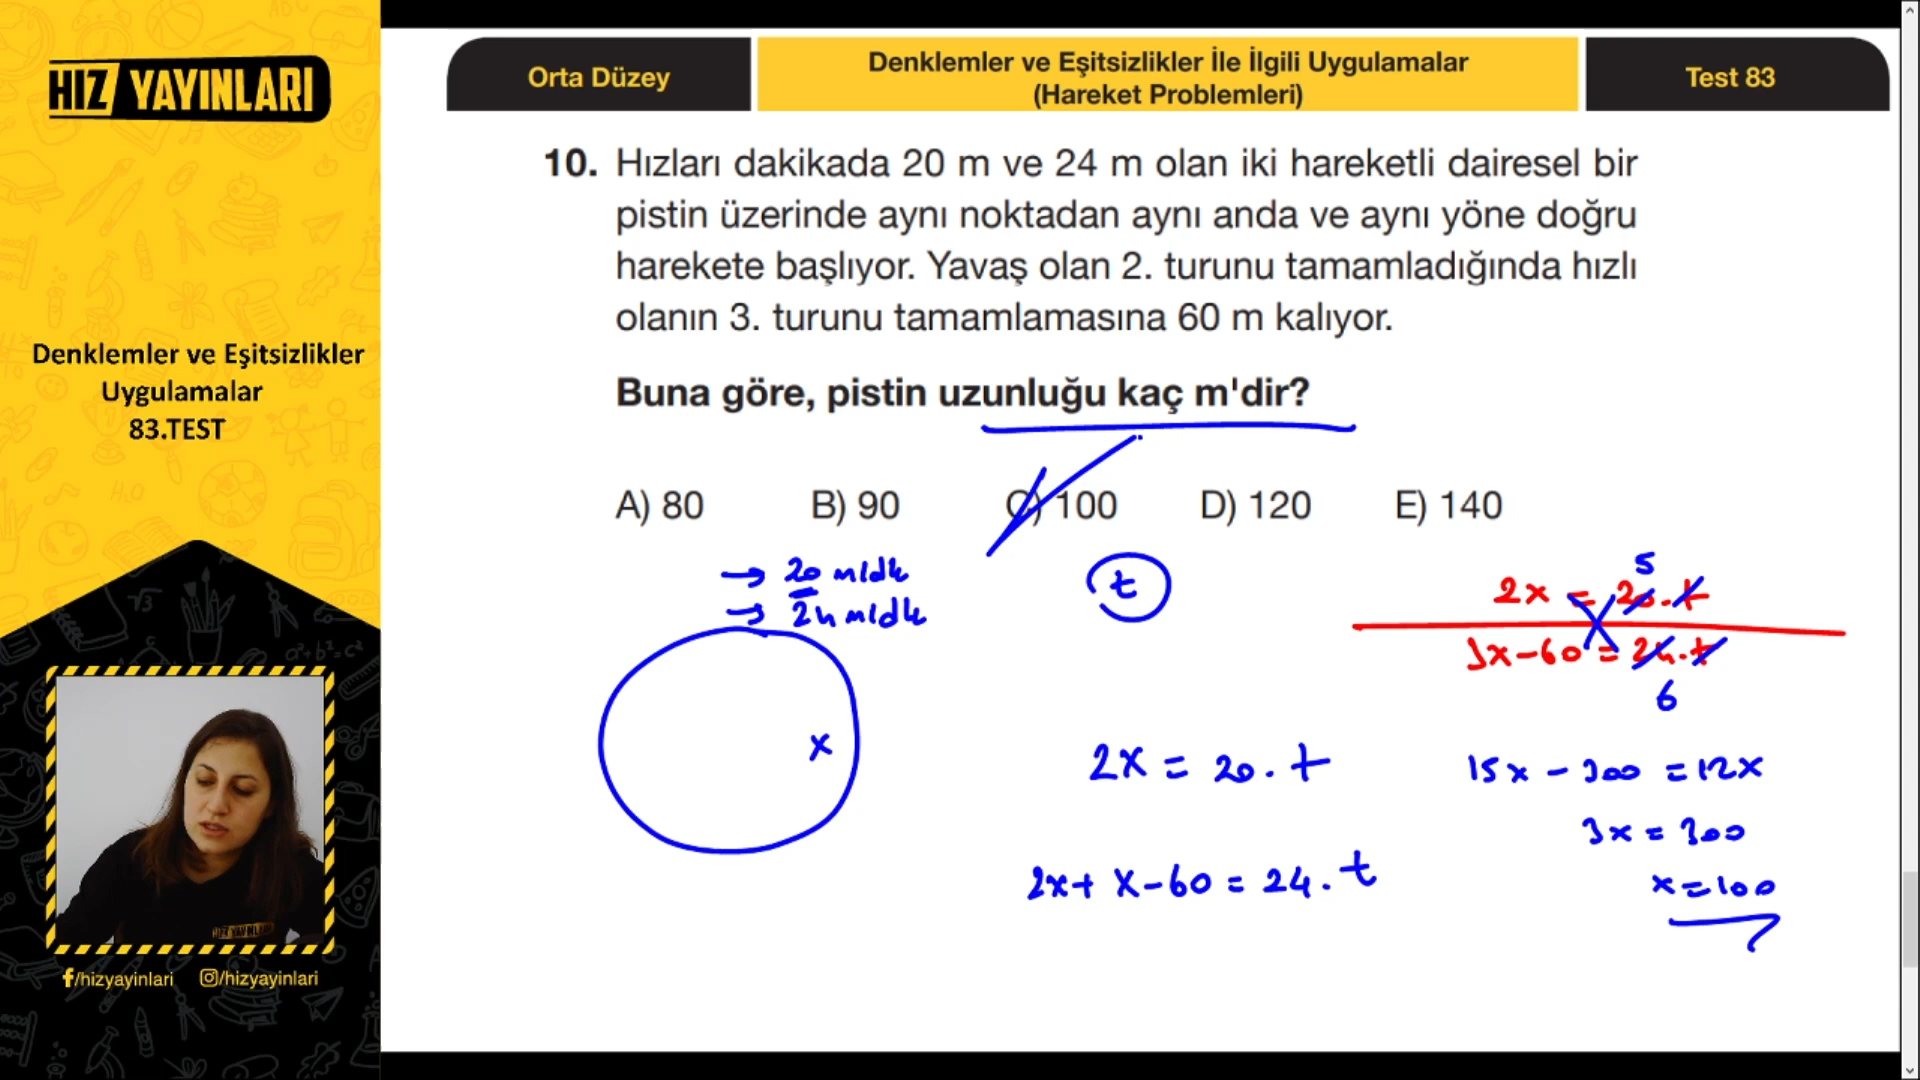 HIZ YAYINLARI
Denklemler ve Eşitsizlikler
Uygulamalar
83.TEST
/hizyayinlari /hizyayinlari
Orta Düzey
Denklemler ve Eşitsizlikler İle İlgili Uygulamalar
(Hareket Problemleri)
Test 83
10. Hızları dakikada 20 m ve 24 m olan iki hareketli dairesel bir
pistin üzerinde aynı noktadan aynı anda ve aynı yöne doğru
harekete başlıyor. Yavaş olan 2. turunu tamamladığında hızlı
olanın 3. turunu tamamlamasına 60 m kalıyor.
Buna göre, pistin uzunluğu kaç m'dir?
A) 80 B) 90 C) 100 D) 120 E) 140
→ 20 m/dk
→ 24 m/dk
t
x
2x = 20.t
2x+x-60=24.t
5
2x = 20.t
3x-60=24.t
6
15x-300=12x
3x=300
x=100